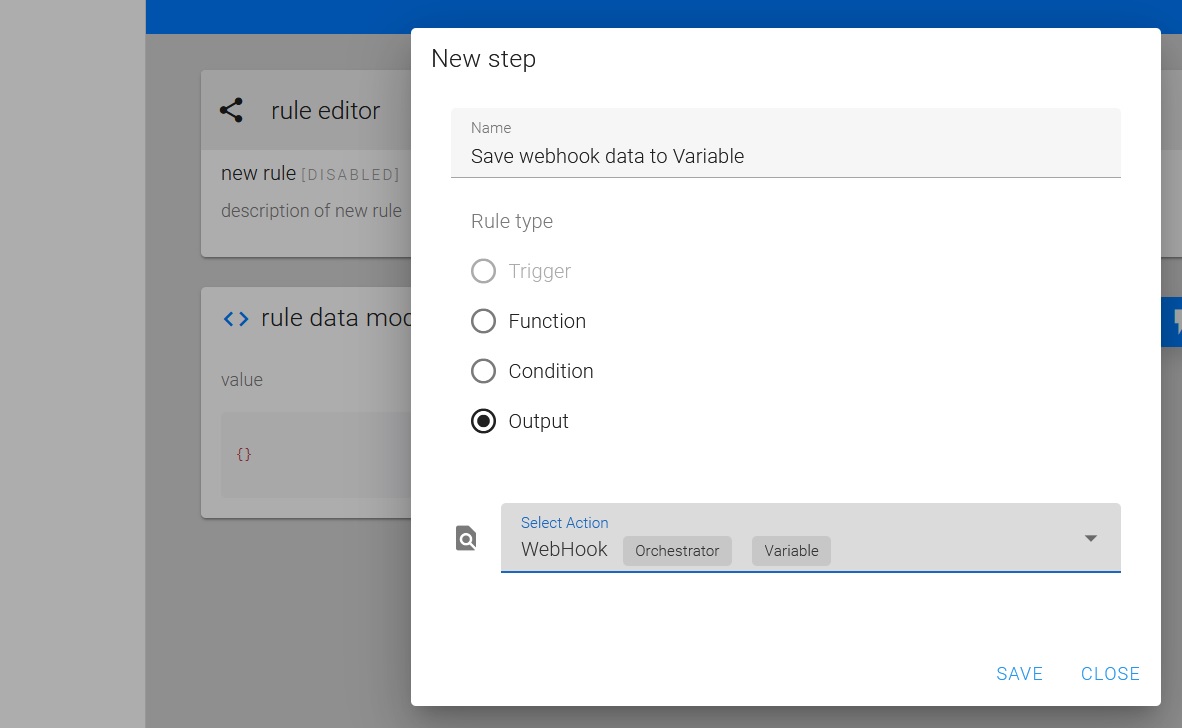 New step
rule editor
Name
Save webhook data to Variable
new rule [DISABLED]
description of new rule
Rule type
Trigger
Function
Condition
Output
<> rule data
value
{}
Select Action
WebHook Orchestrator Variable
SAVE CLOSE